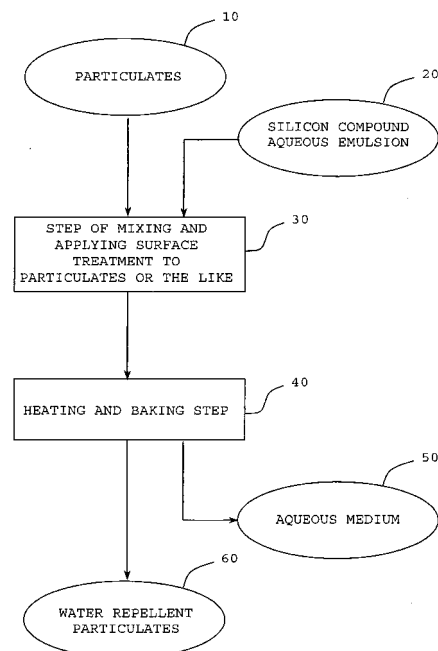 10
PARTICULATES
20
SILICON COMPOUND
AQUEOUS EMULSION
30
STEP OF MIXING AND
APPLYING SURFACE
TREATMENT TO
PARTICULATES OR THE LIKE
40
HEATING AND BAKING STEP
50
AQUEOUS MEDIUM
60
WATER REPELLENT
PARTICULATES